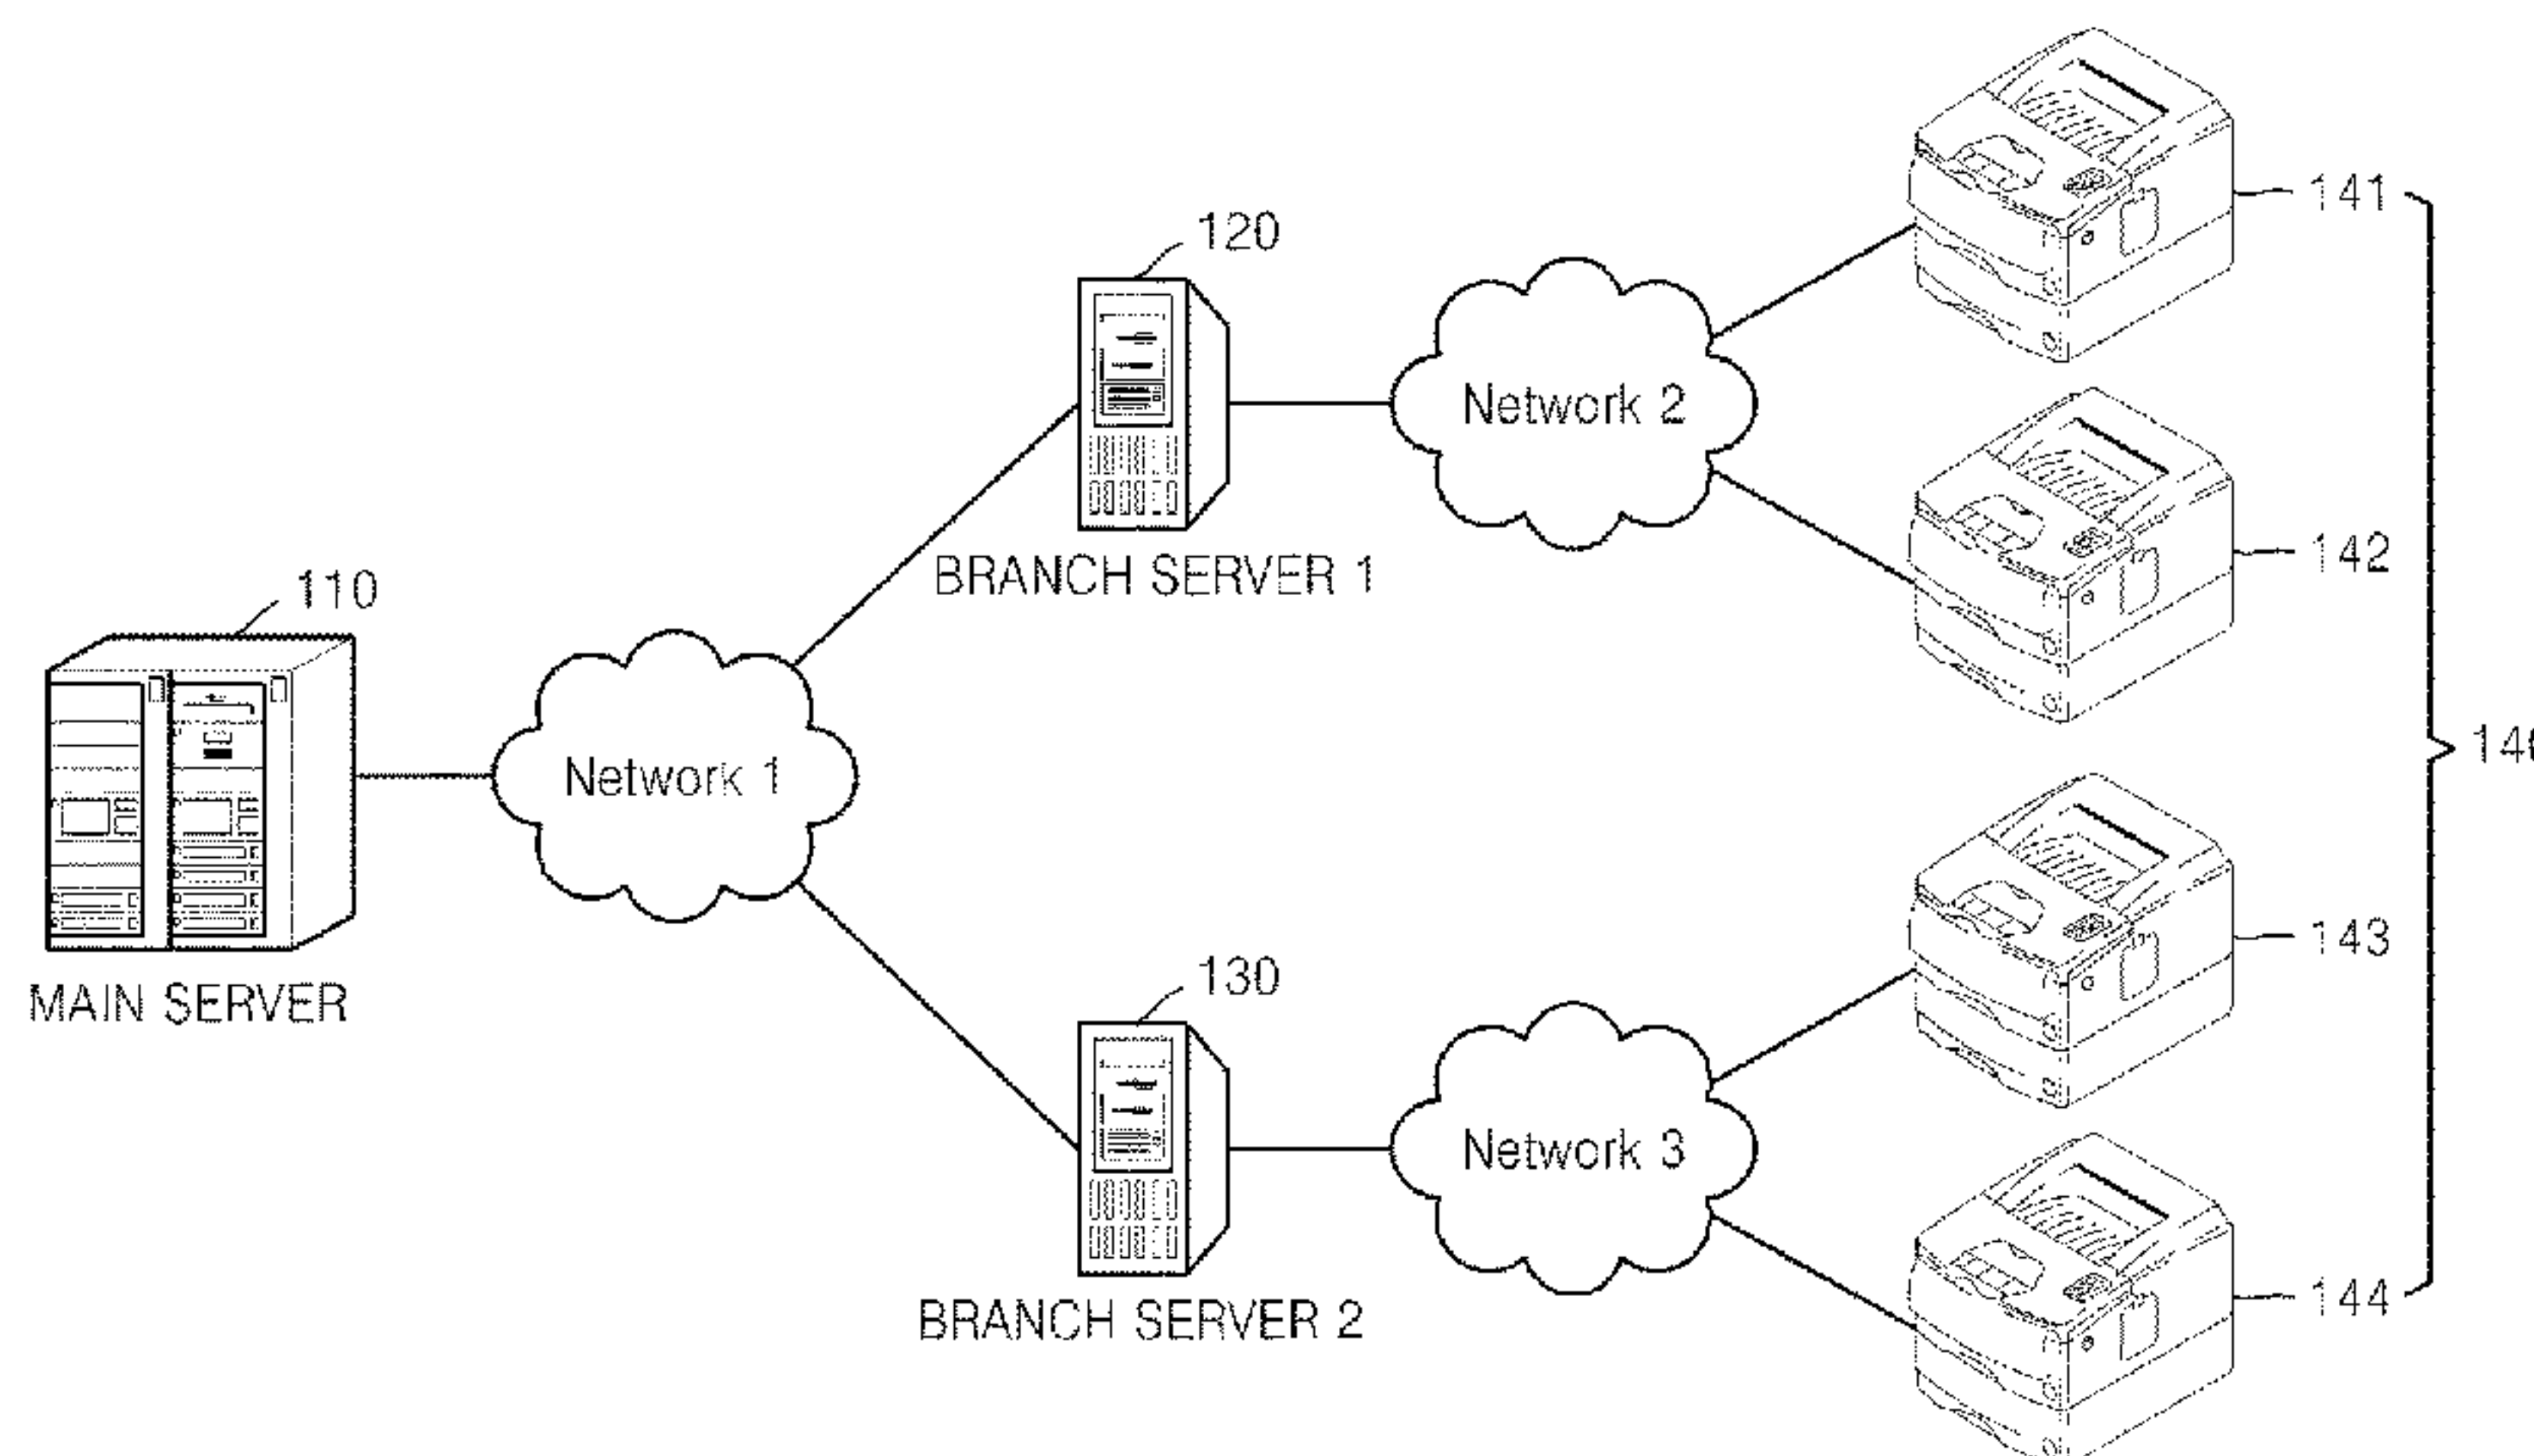 141
120
Network 2
142
BRANCH SERVER 1
110
140
Network 1
143
130
MAIN SERVER
Network 3
144
BRANCH SERVER 2